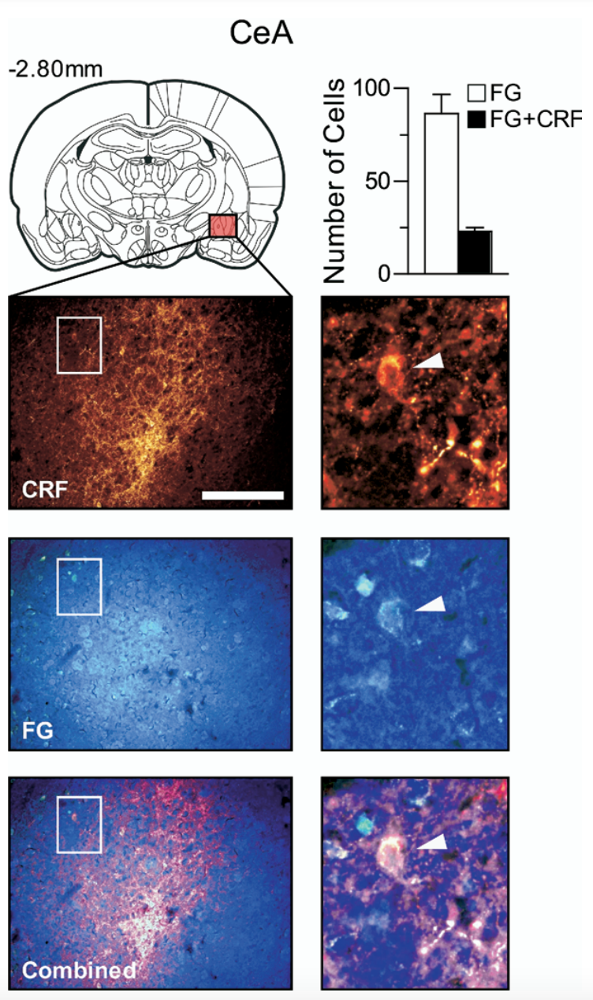 CeA
-2.80mm
Number of Cells
100
50
0
FG
FG+CRF
CRF
FG
Combined